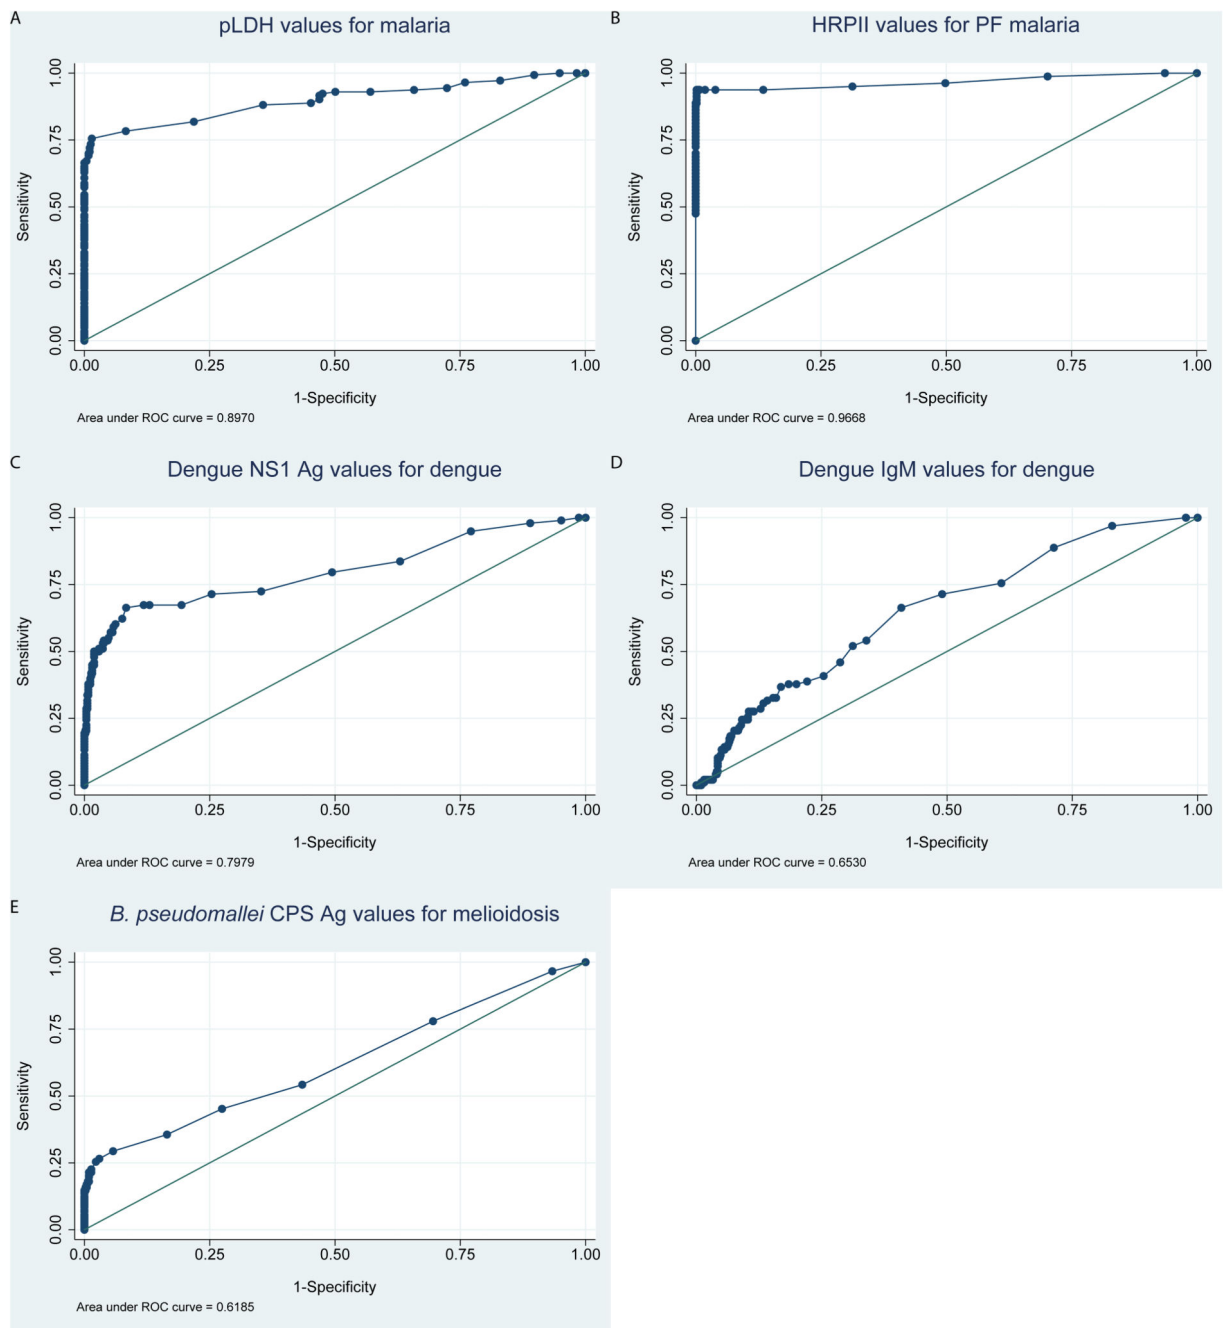 A
pLDH values for malaria
Sensitivity
1.00
0.75
0.50
0.25
0.00
0.00 0.25 0.50 0.75 1.00
1-Specificity
Area under ROC curve = 0.8970
B
HRPII values for PF malaria
Sensitivity
1.00
0.75
0.50
0.25
0.00
0.00 0.25 0.50 0.75 1.00
1-Specificity
Area under ROC curve = 0.9668
C
Dengue NS1 Ag values for dengue
Sensitivity
1.00
0.75
0.50
0.25
0.00
0.00 0.25 0.50 0.75 1.00
1-Specificity
Area under ROC curve = 0.7979
D
Dengue IgM values for dengue
Sensitivity
1.00
0.75
0.50
0.25
0.00
0.00 0.25 0.50 0.75 1.00
1-Specificity
Area under ROC curve = 0.6530
E
B. pseudomallei CPS Ag values for melioidosis
Sensitivity
1.00
0.75
0.50
0.25
0.00
0.00 0.25 0.50 0.75 1.00
1-Specificity
Area under ROC curve = 0.6185